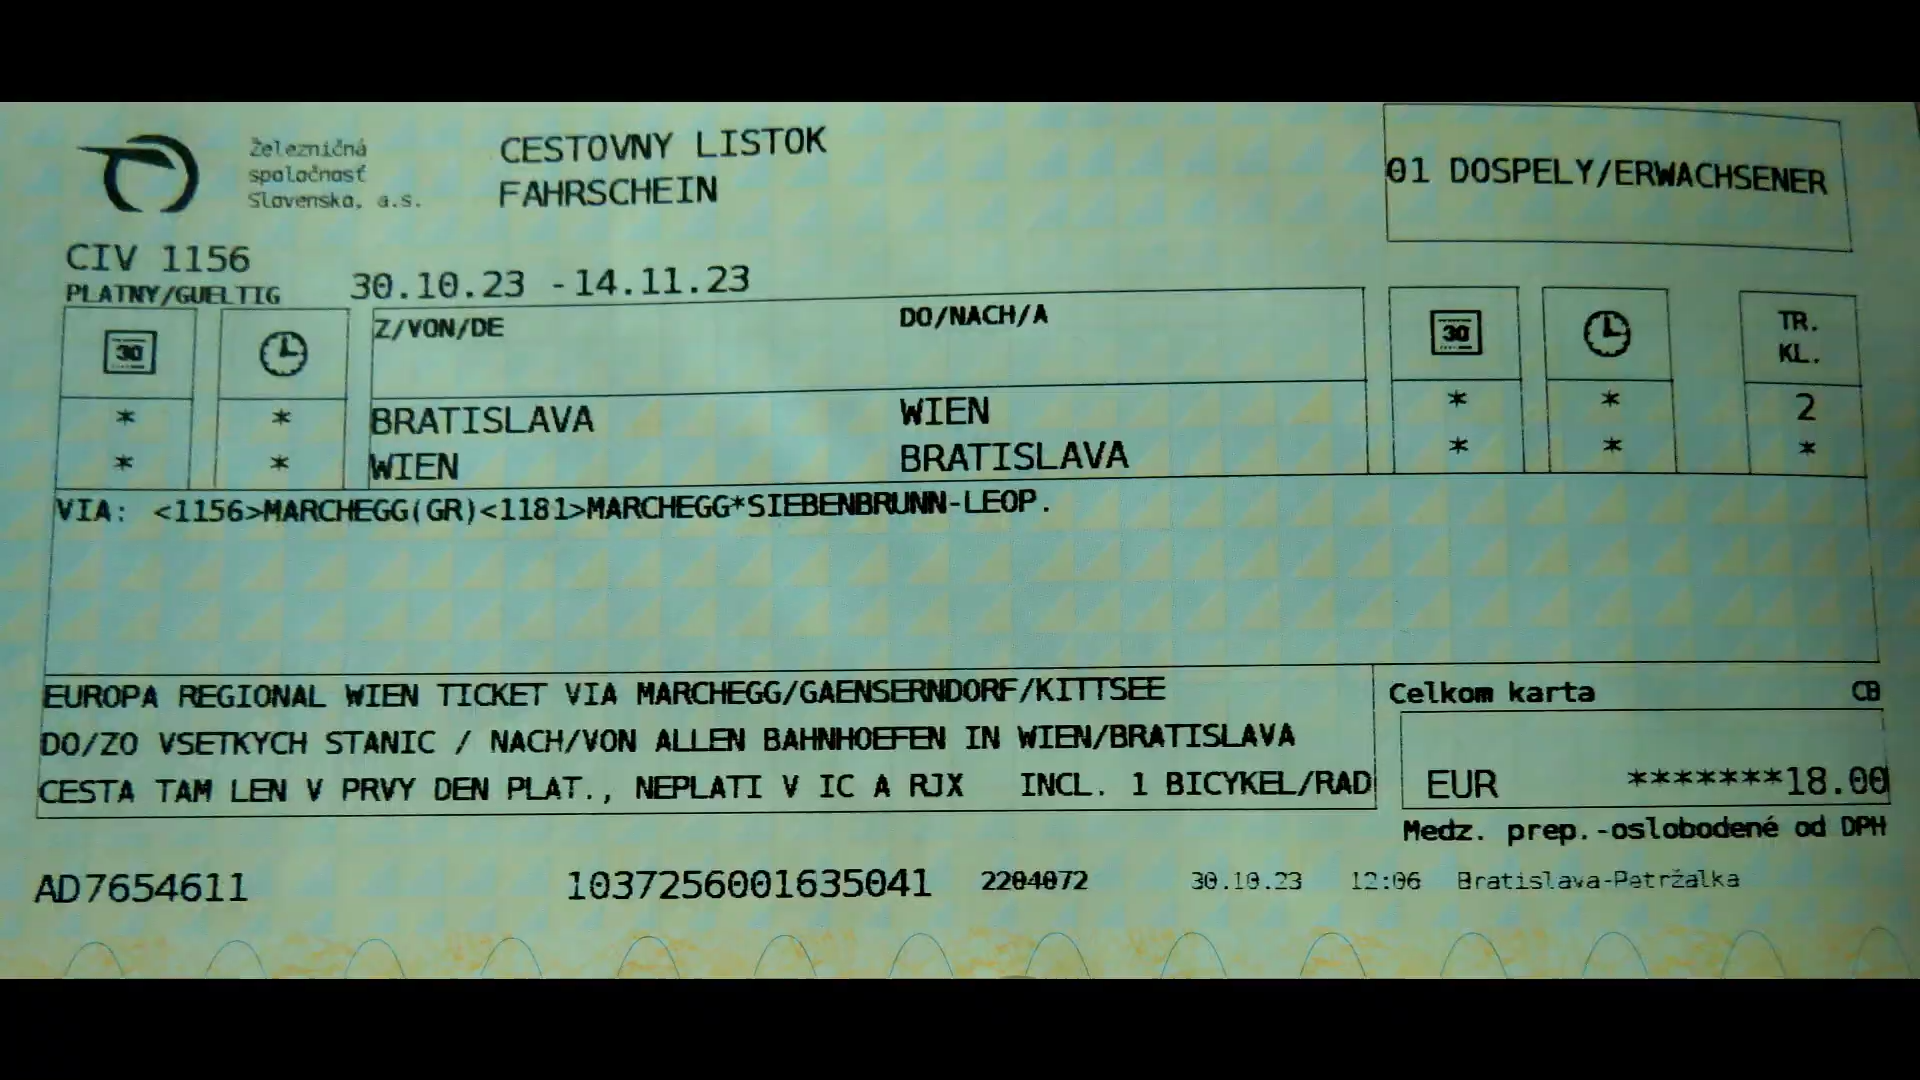 Železničná
spoločnosť
Slovensko, a.s.
CESTOVNY LISTOK
FAHRSCHEIN
01 DOSPELY/ERWACHSENER
CIV 1156
PLATNY/GUELTIG 30.10.23 - 14.11.23
30 Z/VON/DE DO/NACH/A 30 TR. KL.
* * BRATISLAVA WIEN * * 2
* * WIEN BRATISLAVA * * *
VIA: <1156>MARCHEGG(GR)<1181>MARCHEGG*SIEBENBRUNN-LEOP.
EUROPA REGIONAL WIEN TICKET VIA MARCHEGG/GAENSERNDORF/KITTSEE
DO/ZO VSETKYCH STANIC / NACH/VON ALLEN BAHNHOEFEN IN WIEN/BRATISLAVA
CESTA TAM LEN V PRVY DEN PLAT., NEPLATI V IC A RJX INCL. 1 BICYKEL/RAD
Celkom karta CB
EUR *******18.00
Medz. prep.-oslobodené od DPH
AD7654611 1037256001635041 2204072 30.10.23 12:06 Bratislava-Petržalka